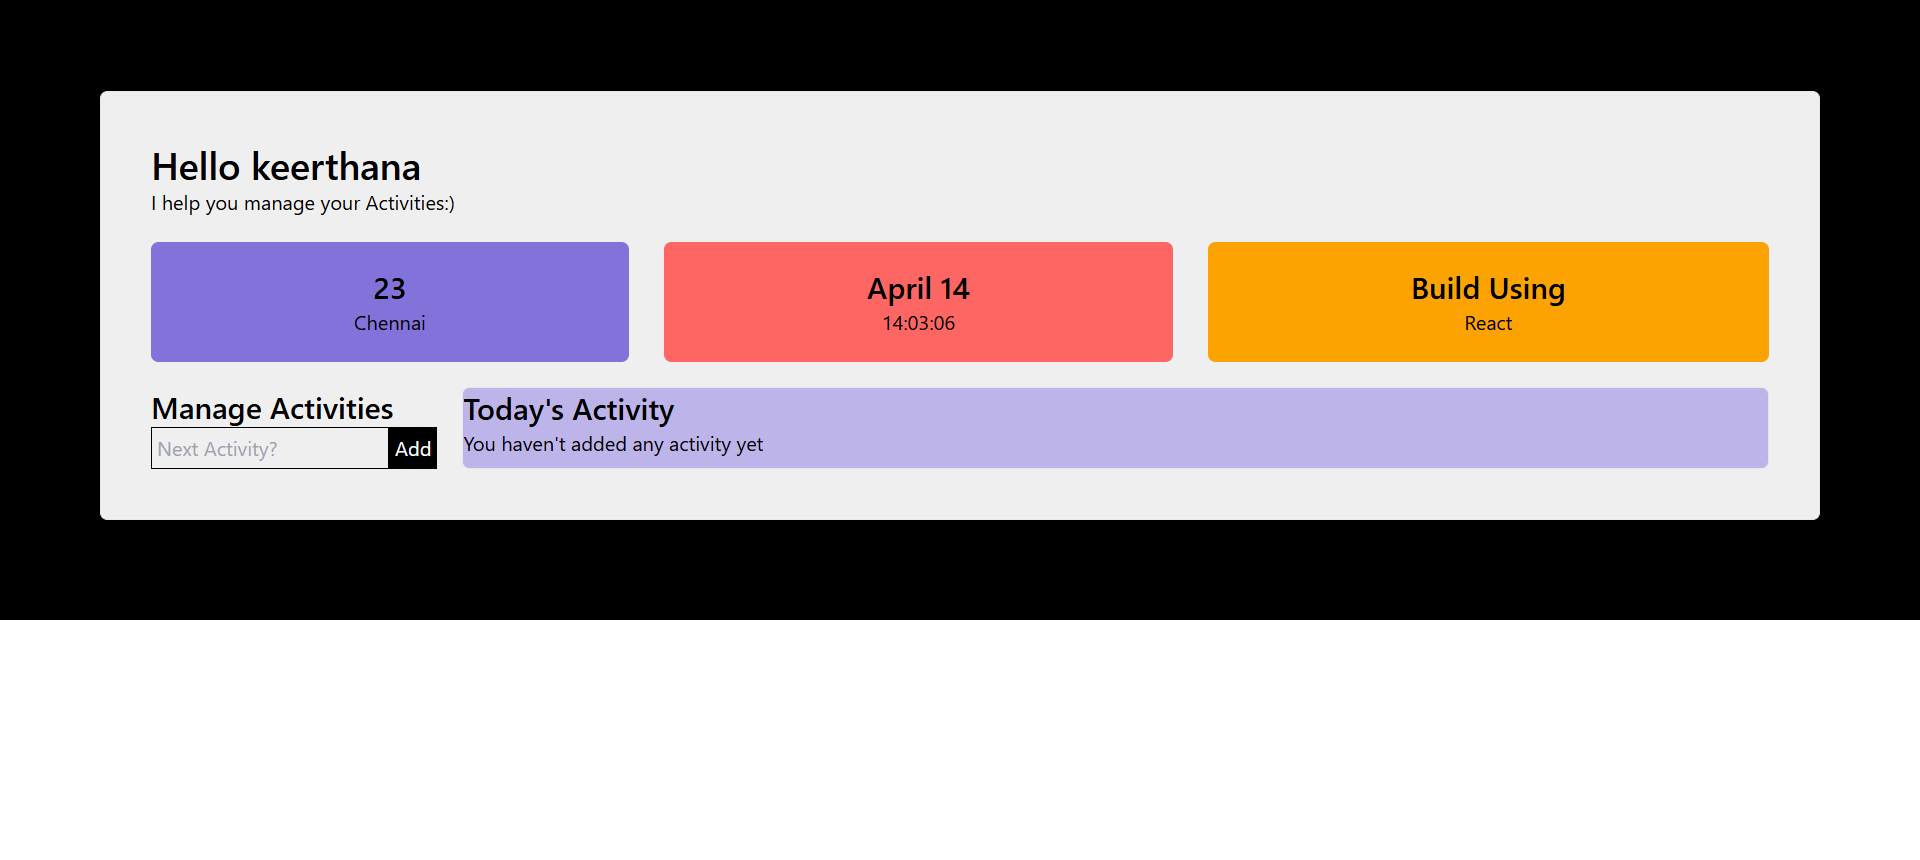 Hello keerthana
I help you manage your Activities:)
23
Chennai
April 14
14:03:06
Build Using
React
Manage Activities
Next Activity?
Add
Today's Activity
You haven't added any activity yet